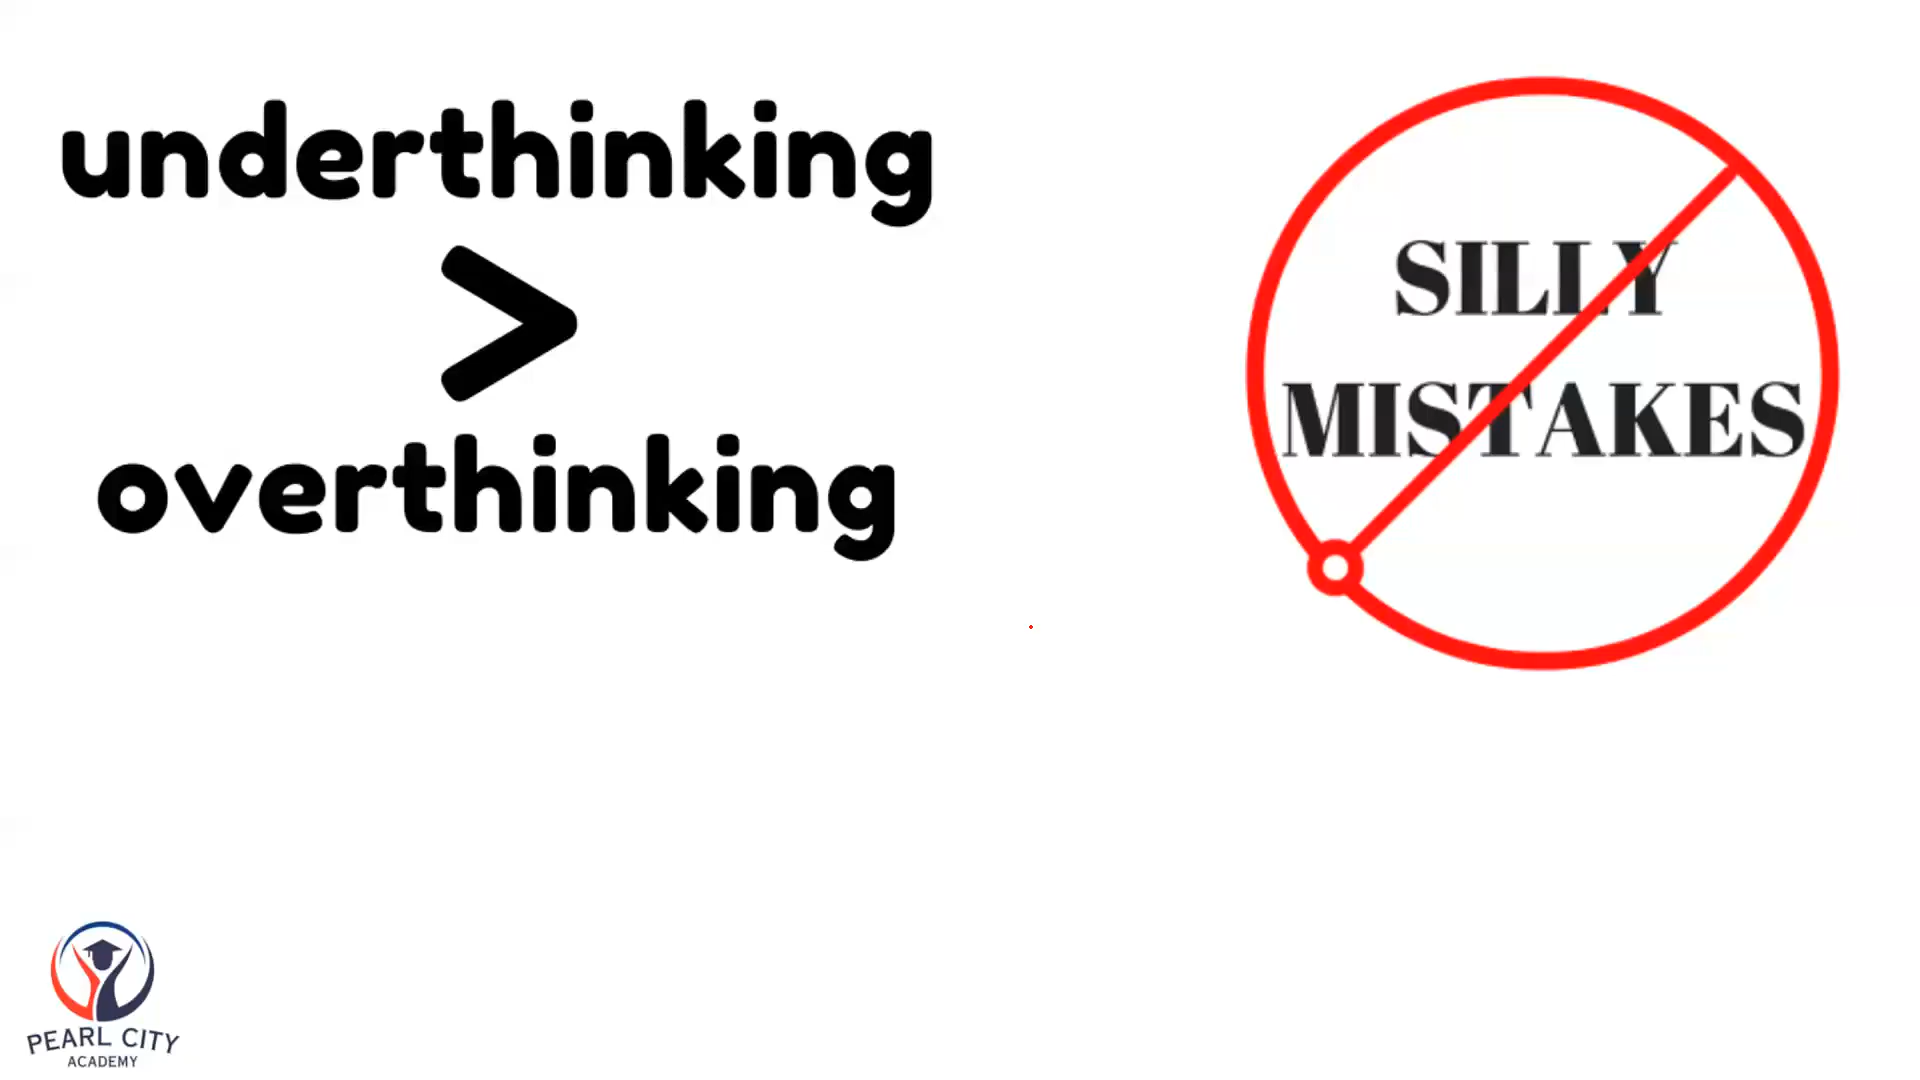 underthinking
>
overthinking
SILLY
MISTAKES
PEARL CITY
ACADEMY